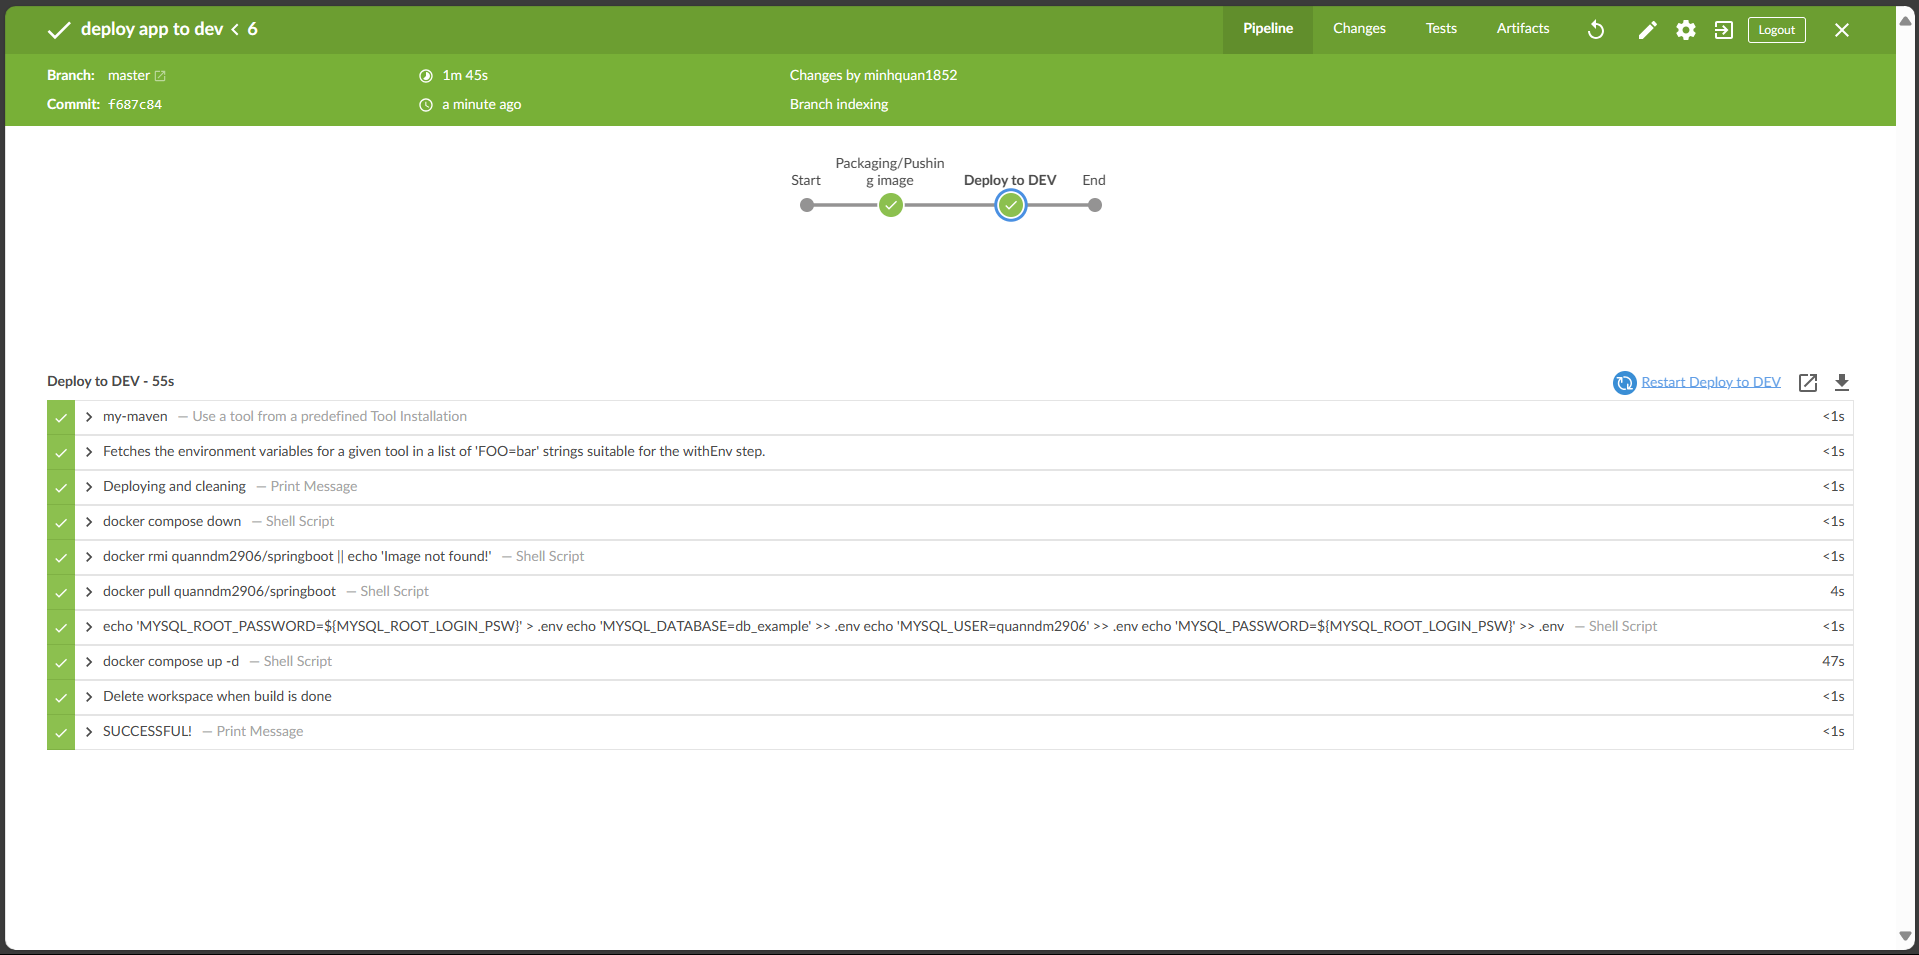 deploy app to dev < 6
Pipeline
Changes
Tests
Artifacts
Logout
Branch: master
1m 45s
Changes by minhquan1852
Commit: f687c84
a minute ago
Branch indexing
Start
Packaging/Pushin
g image
Deploy to DEV
End
Deploy to DEV - 55s
Restart Deploy to DEV
my-maven — Use a tool from a predefined Tool Installation <1s
Fetches the environment variables for a given tool in a list of 'FOO=bar' strings suitable for the withEnv step. <1s
Deploying and cleaning — Print Message <1s
docker compose down — Shell Script <1s
docker rmi quanndm2906/springboot || echo 'Image not found!' — Shell Script <1s
docker pull quanndm2906/springboot — Shell Script 4s
echo 'MYSQL_ROOT_PASSWORD=${MYSQL_ROOT_LOGIN_PSW}' > .env echo 'MYSQL_DATABASE=db_example' >> .env echo 'MYSQL_USER=quanndm2906' >> .env echo 'MYSQL_PASSWORD=${MYSQL_ROOT_LOGIN_PSW}' >> .env — Shell Script <1s
docker compose up -d — Shell Script 47s
Delete workspace when build is done <1s
SUCCESSFUL! — Print Message <1s